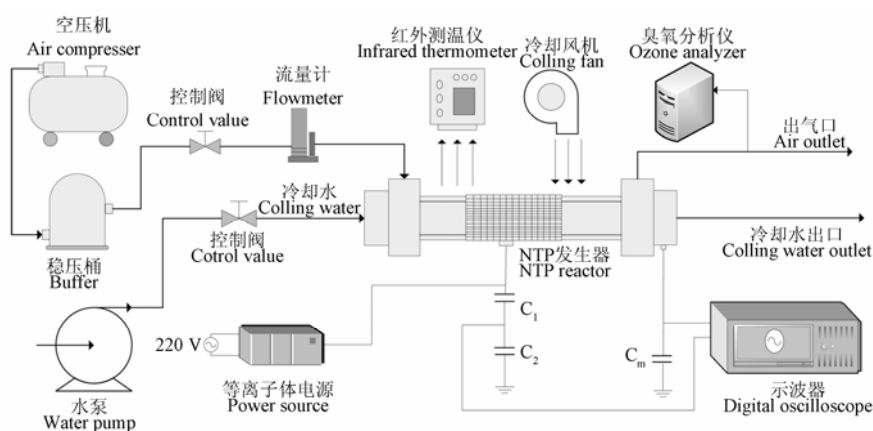 空压机
Air compresser
控制阀
Control value
流量计
Flowmeter
红外测温仪
Infrared thermometer
冷却风机
Colling fan
臭氧分析仪
Ozone analyzer
出气口
Air outlet
稳压桶
Buffer
冷却水
Colling water
控制阀
Cotrol value
NTP发生器
NTP reactor
冷却水出口
Colling water outlet
水泵
Water pump
220 V
等离子体电源
Power source
C₁
C₂
Cₘ
示波器
Digital oscilloscope